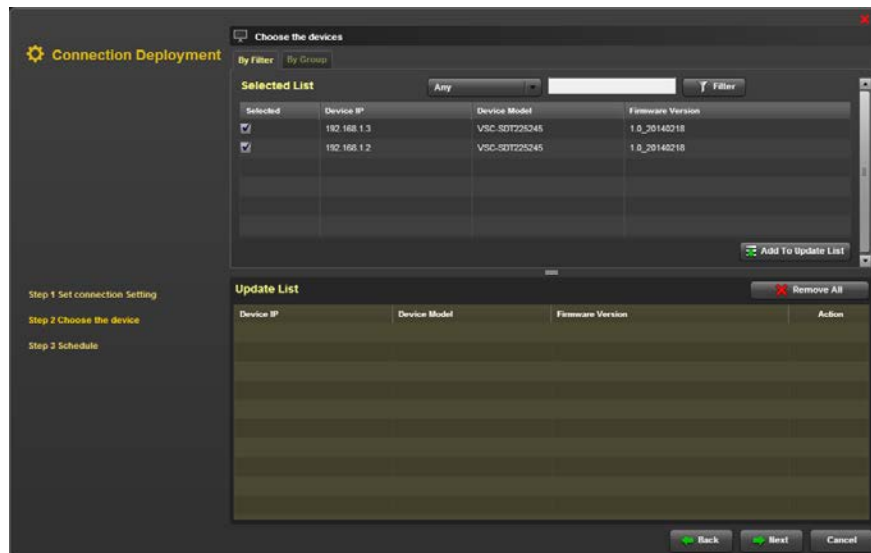 Connection Deployment
Step 1 Set connection Setting
Step 2 Choose the device
Step 3 Schedule
Choose the devices
By Filter By Group
Selected List Any Filter
Selected Device IP Device Model Firmware Version
192.168.1.3 VSC-SDT225245 1.0_20140218
192.168.1.2 VSC-SDT225245 1.0_20140218
Add To Update List
Update List Remove All
Device IP Device Model Firmware Version Action
Back Next Cancel